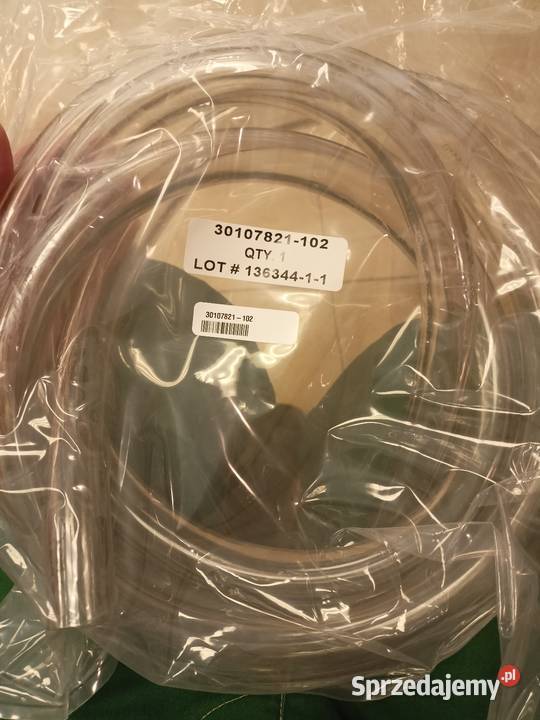 30107821-102
QTY. 1
LOT # 136344-1-1
30107821-102
Sprzedajemy.pl